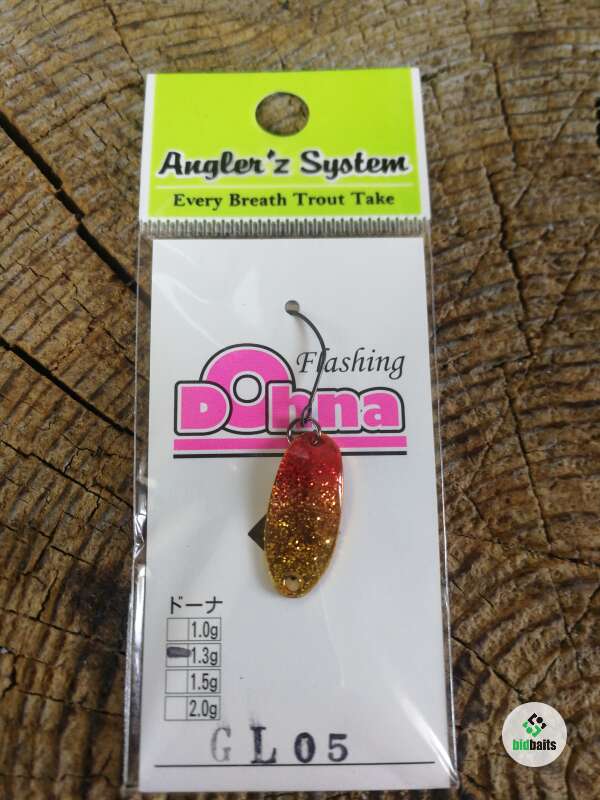 Angler'z System
Every Breath Trout Take
Flashing
Dohna
ドーナ
1.0g
1.3g
1.5g
2.0g
GL05
bidbaits